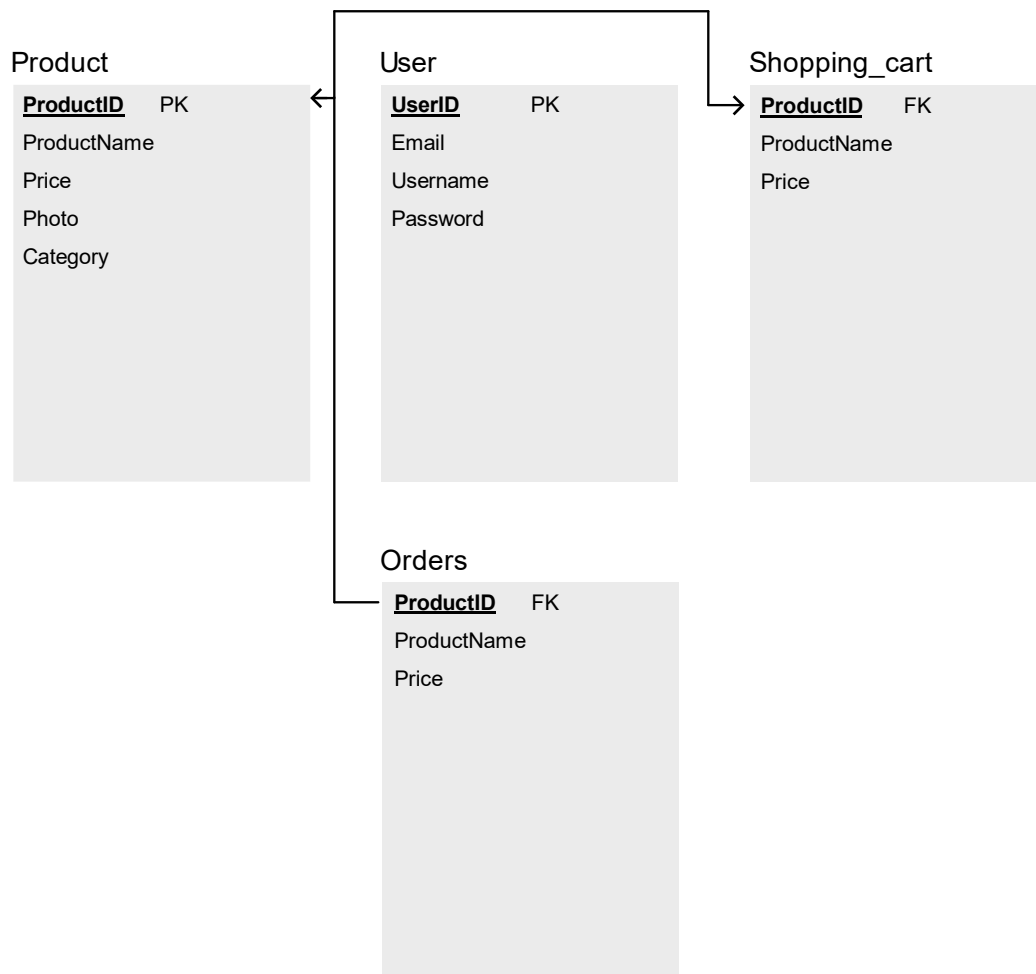 Product
ProductID PK
ProductName
Price
Photo
Category
User
UserID PK
Email
Username
Password
Shopping_cart
ProductID FK
ProductName
Price
Orders
ProductID FK
ProductName
Price